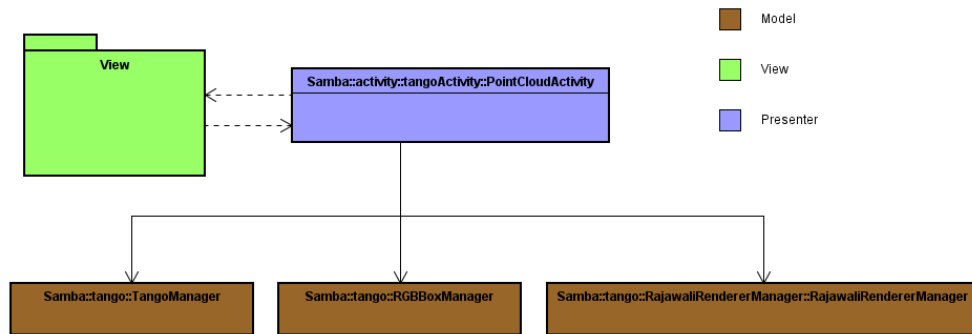 Model
View
View
Samba::activity::tangoActivity::PointCloudActivity
Presenter
Samba::tango::TangoManager
Samba::tango::RGBBoxManager
Samba::tango::RajawaliRendererManager::RajawaliRendererManager